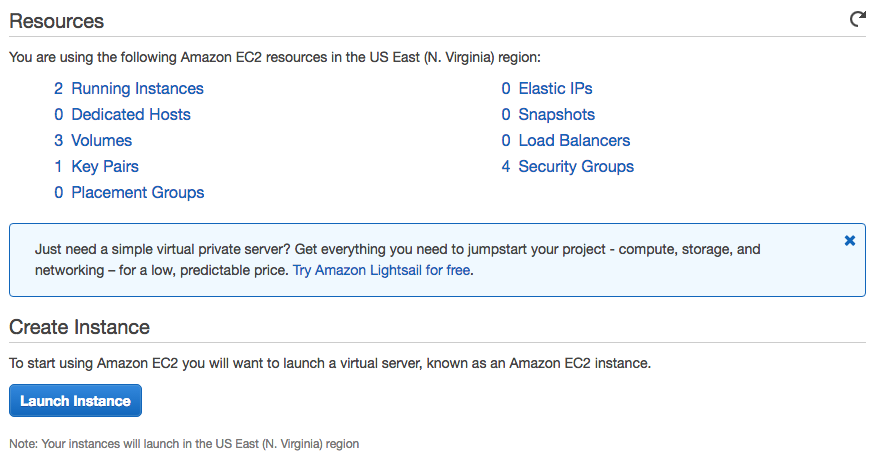 Resources
You are using the following Amazon EC2 resources in the US East (N. Virginia) region:
2 Running Instances
0 Dedicated Hosts
3 Volumes
1 Key Pairs
0 Placement Groups
0 Elastic IPs
0 Snapshots
0 Load Balancers
4 Security Groups
Just need a simple virtual private server? Get everything you need to jumpstart your project - compute, storage, and
networking – for a low, predictable price. Try Amazon Lightsail for free.
Create Instance
To start using Amazon EC2 you will want to launch a virtual server, known as an Amazon EC2 instance.
Launch Instance
Note: Your instances will launch in the US East (N. Virginia) region